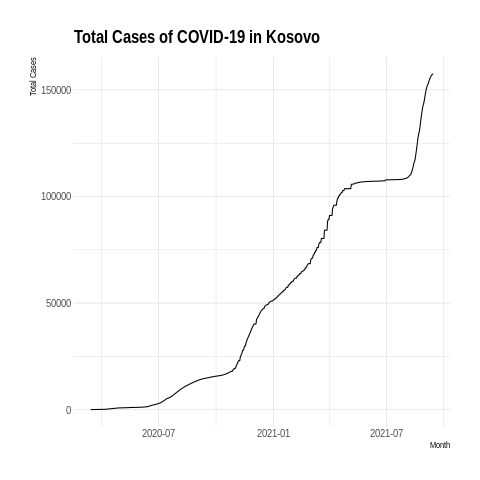 Total Cases of COVID-19 in Kosovo
Total Cases
150000
100000
50000
0
2020-07
2021-01
2021-07
Month